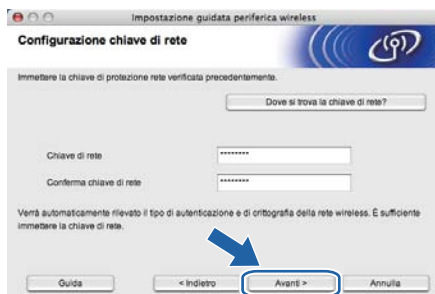 Impostazione guidata periferica wireless
Configurazione chiave di rete
Immettere la chiave di protezione rete verificata precedentemente.
Dove si trova la chiave di rete?
Chiave di rete ••••••••
Conferma chiave di rete ••••••••
Verrà automaticamente rilevato il tipo di autenticazione e di crittografia della rete wireless. È sufficiente
immettere la chiave di rete.
Guida < Indietro Avanti > Annulla